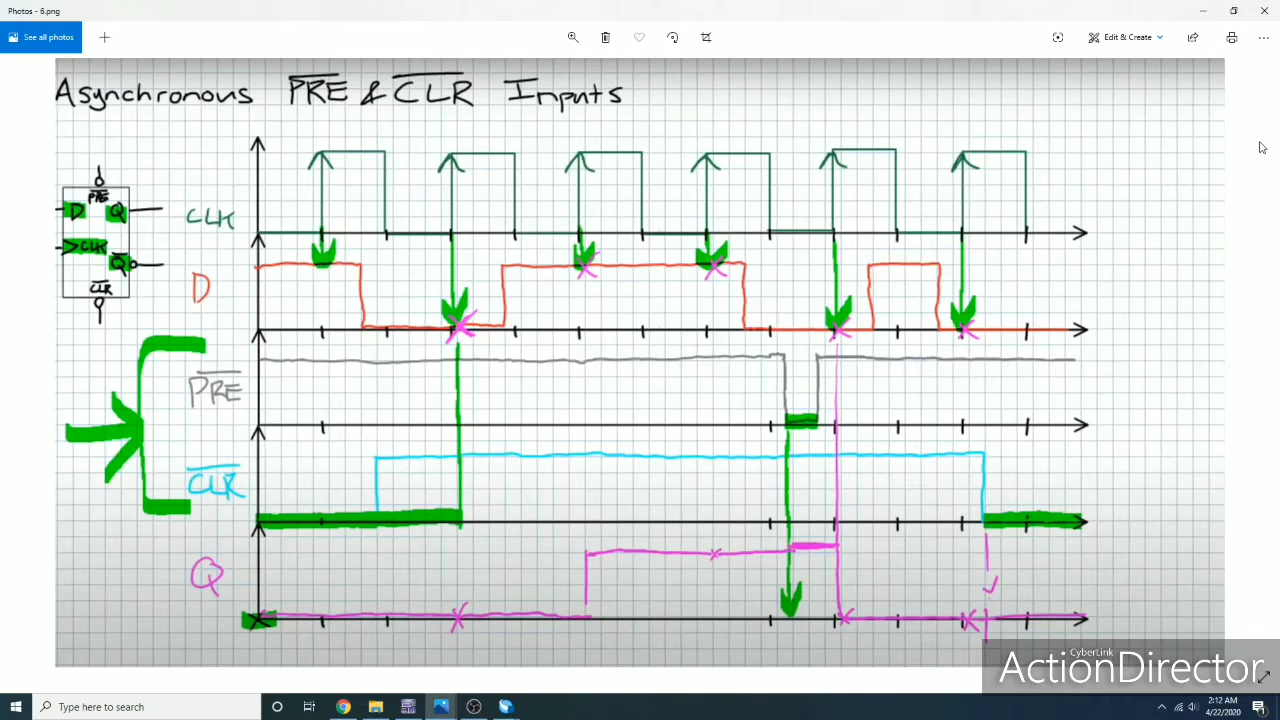 Photos - 6.png
See all photos
Edit & Create
Asynchronous PRE & CLR Inputs
PRE
D Q
CLK
>CLK
Q
CLR
D
PRE
CLR
Q
CyberLink
ActionDirector
Type here to search
2:12 AM
4/22/2020
1